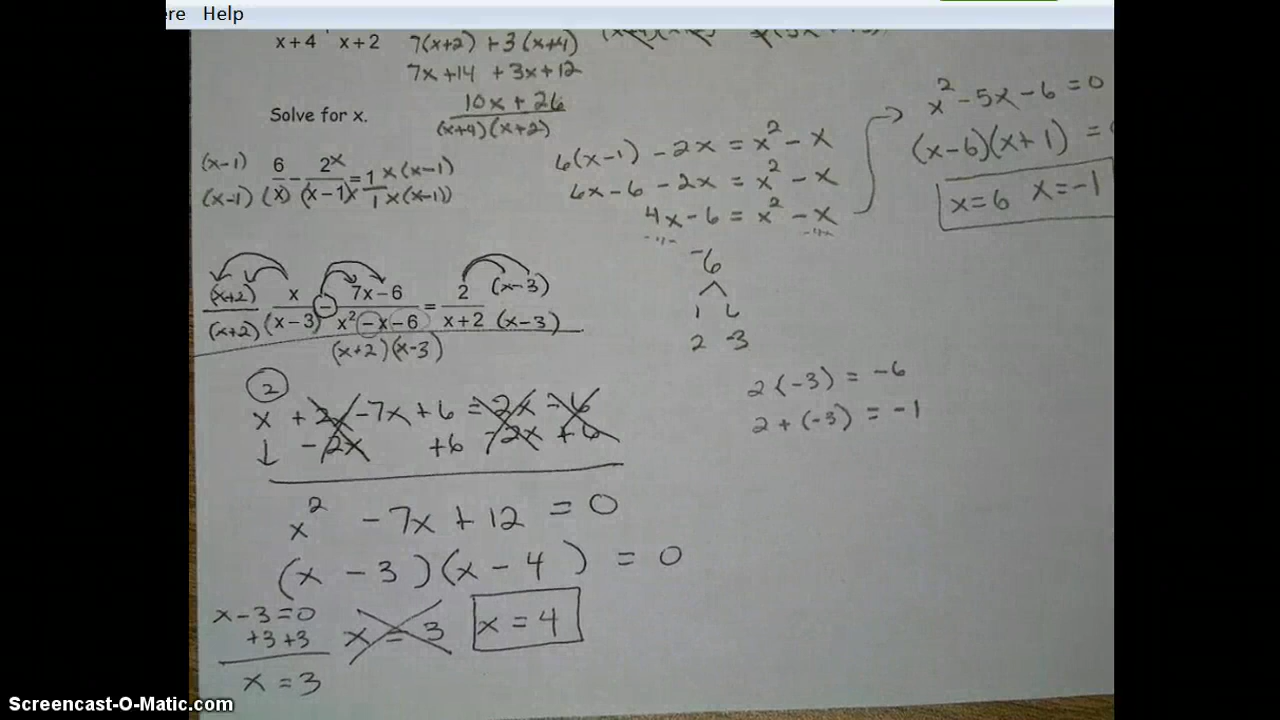 ere Help
x+4 x+2 7(x+2) +3(x+4)
7x+14 +3x+12
10x + 26
(x+4)(x+2)
Solve for x.
(x-1) 6 - 2x = 1 x(x-1)
(x-1) (x) (x-1)x 1 x(x-1)
6(x-1) - 2x = x² - x
6x-6 - 2x = x² - x
4x-6 = x² - x
-4x
x² - 5x - 6 = 0
(x-6)(x+1) =
x=6 x=-1
(x+2) x - 7x-6 = 2 (x-3)
(x+2) (x-3) x² - x - 6 x+2 (x-3)
(x+2)(x-3)
-6
1 6
2 -3
2(-3) = -6
2+(-3) = -1
2
x + 2x -7x +6 = 2x - 6
-2x +6 -2x +6
x² - 7x + 12 = 0
(x - 3)(x - 4) = 0
x-3=0
+3 +3
x = 3
x = 3
x = 4
Screencast-O-Matic.com